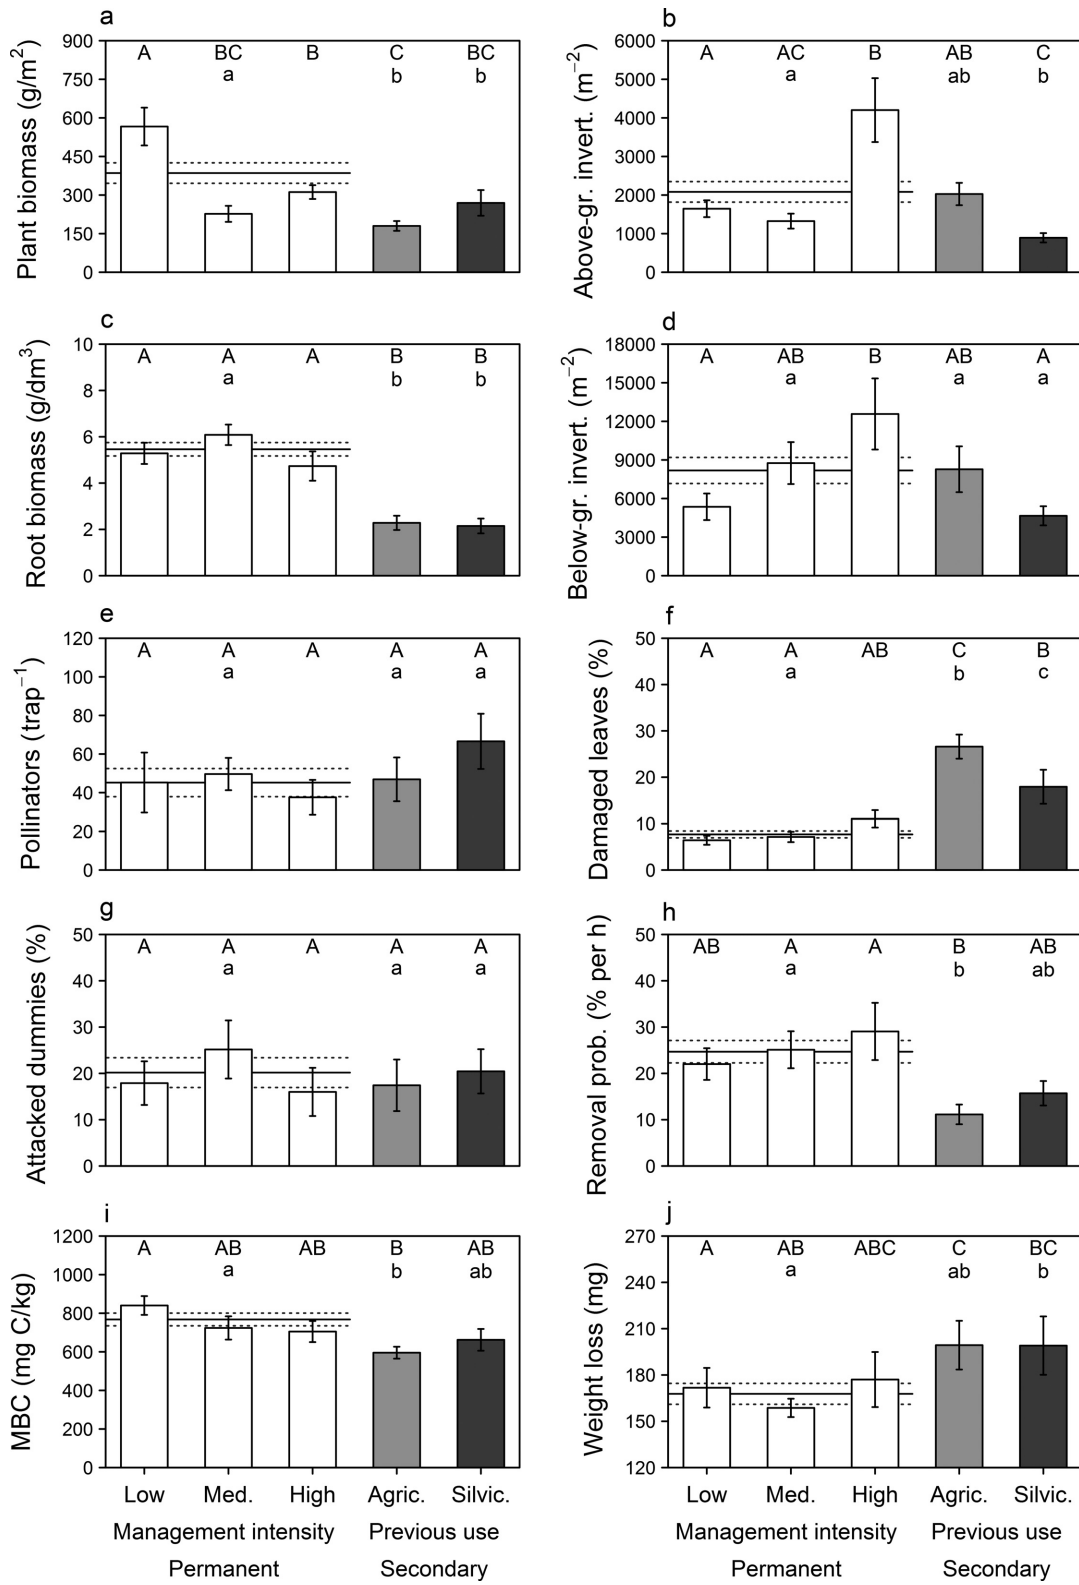 a
Plant biomass (g/m²)
900
750
600
450
300
150
0
A BC B C BC
a b b
b
Above-gr. invert. (m⁻²)
6000
5000
4000
3000
2000
1000
0
A AC B AB C
a ab b
c
Root biomass (g/dm³)
10
8
6
4
2
0
A A A B B
a b b
d
Below-gr. invert. (m⁻²)
18000
15000
12000
9000
6000
3000
0
A AB B AB A
a a a
e
Pollinators (trap⁻¹)
120
100
80
60
40
20
0
A A A A A
a a a
f
Damaged leaves (%)
50
40
30
20
10
0
A A AB C B
a b c
g
Attacked dummies (%)
50
40
30
20
10
0
A A A A A
a a a
h
Removal prob. (% per h)
50
40
30
20
10
0
AB A A B AB
a b ab
i
MBC (mg C/kg)
1200
1000
800
600
400
200
0
A AB AB B AB
a b ab
Low Med. High Agric. Silvic.
Management intensity Previous use
Permanent Secondary
j
Weight loss (mg)
270
240
210
180
150
120
A AB ABC C BC
a ab b
Low Med. High Agric. Silvic.
Management intensity Previous use
Permanent Secondary